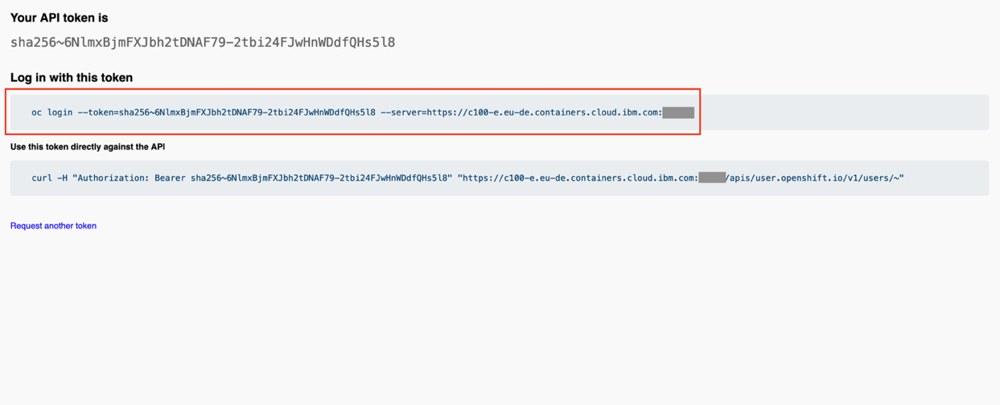 Your API token is
sha256~6NlmxBjmFXJbh2tDNAF79-2tbi24FJwHnWDdfQHs5l8
Log in with this token
oc login --token=sha256~6NlmxBjmFXJbh2tDNAF79-2tbi24FJwHnWDdfQHs5l8 --server=https://c100-e.eu-de.containers.cloud.ibm.com:
Use this token directly against the API
curl -H "Authorization: Bearer sha256~6NlmxBjmFXJbh2tDNAF79-2tbi24FJwHnWDdfQHs5l8" "https://c100-e.eu-de.containers.cloud.ibm.com:/apis/user.openshift.io/v1/users/~"
Request another token